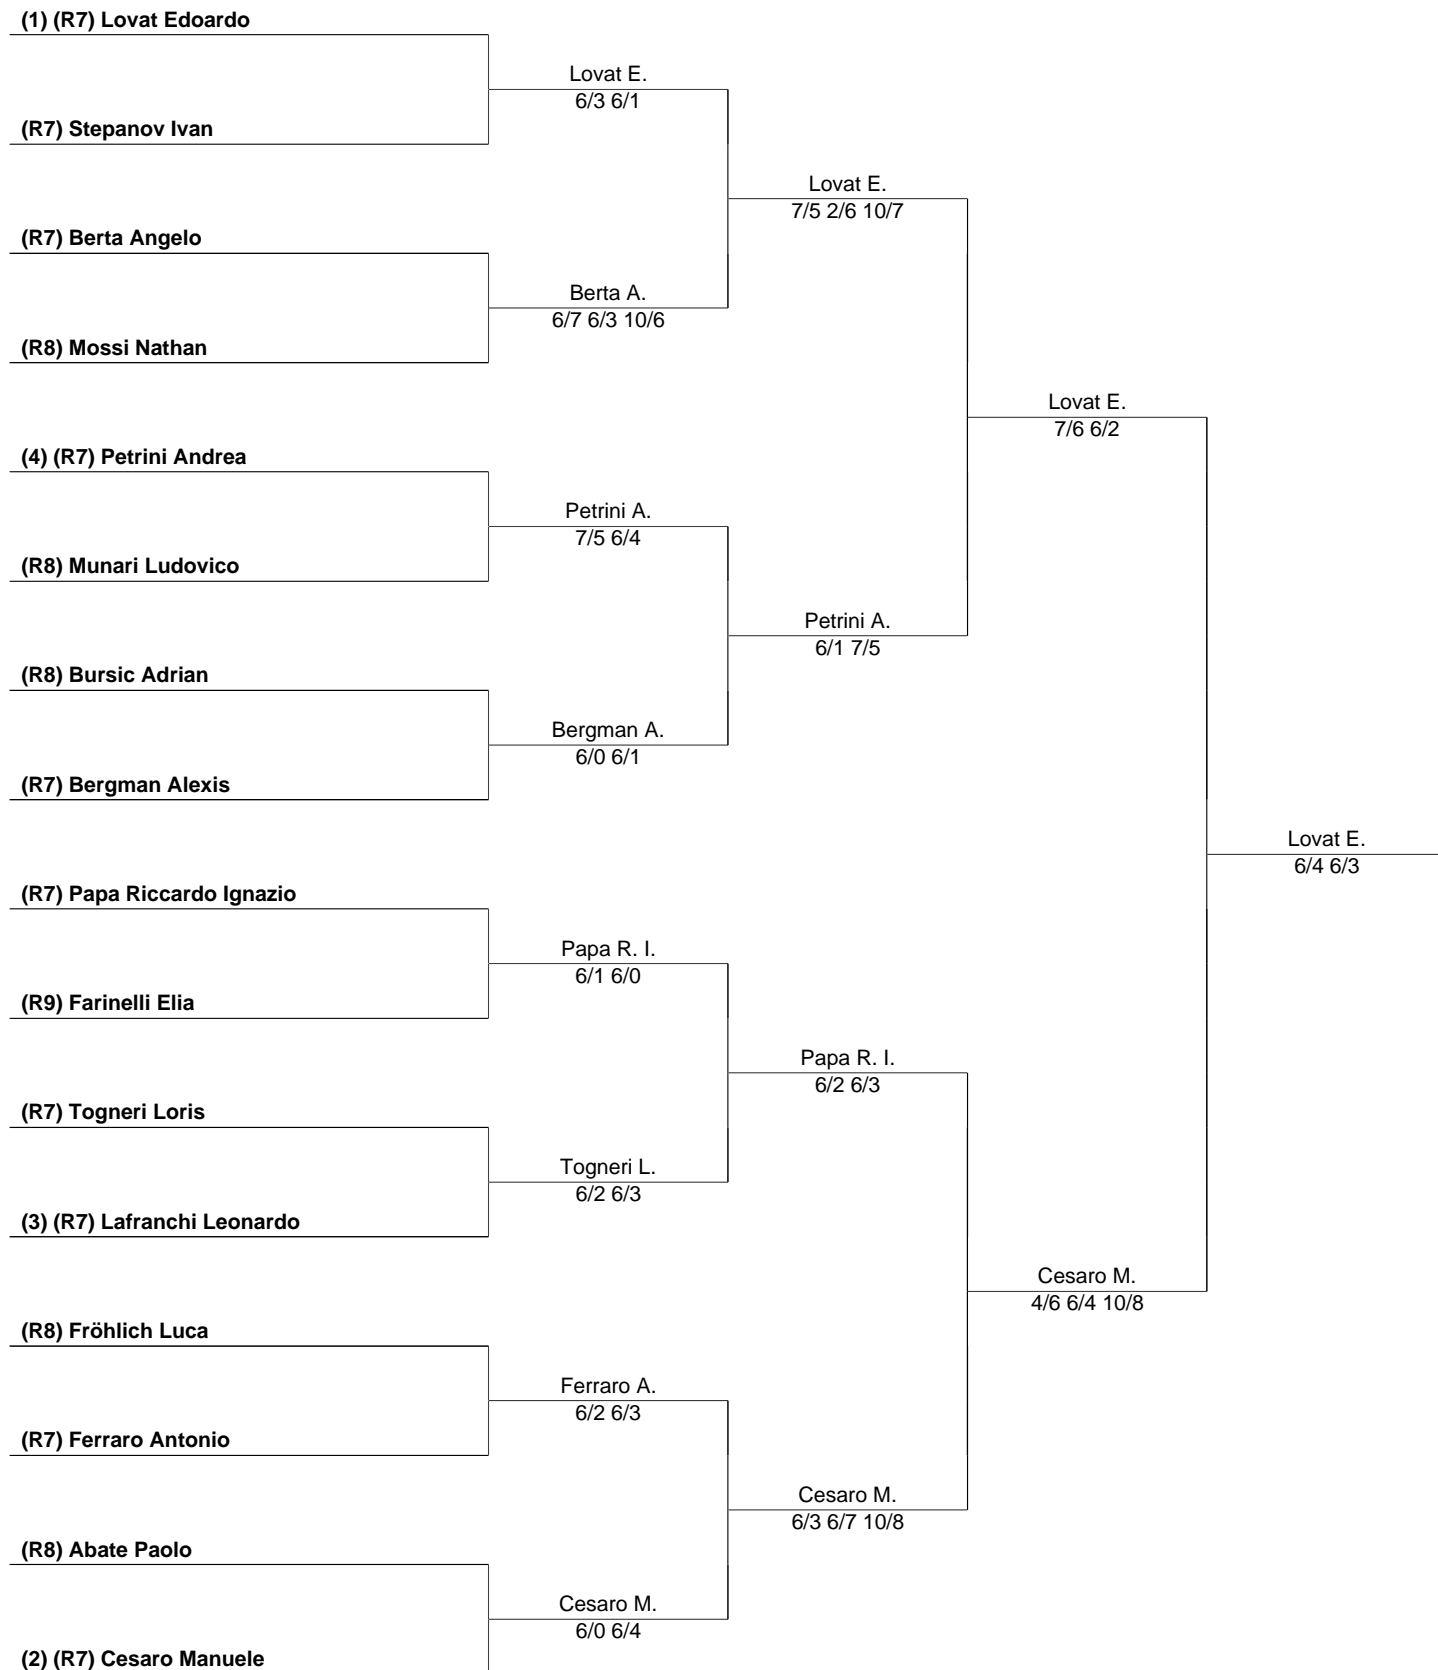 (1) (R7) Lovat Edoardo
Lovat E.
6/3 6/1
(R7) Stepanov Ivan
Lovat E.
7/5 2/6 10/7
(R7) Berta Angelo
Berta A.
6/7 6/3 10/6
(R8) Mossi Nathan
Lovat E.
7/6 6/2
(4) (R7) Petrini Andrea
Petrini A.
7/5 6/4
(R8) Munari Ludovico
Petrini A.
6/1 7/5
(R8) Bursic Adrian
Bergman A.
6/0 6/1
(R7) Bergman Alexis
Lovat E.
6/4 6/3
(R7) Papa Riccardo Ignazio
Papa R. I.
6/1 6/0
(R9) Farinelli Elia
Papa R. I.
6/2 6/3
(R7) Togneri Loris
Togneri L.
6/2 6/3
(3) (R7) Lafranchi Leonardo
Cesaro M.
4/6 6/4 10/8
(R8) Fröhlich Luca
Ferraro A.
6/2 6/3
(R7) Ferraro Antonio
Cesaro M.
6/3 6/7 10/8
(R8) Abate Paolo
Cesaro M.
6/0 6/4
(2) (R7) Cesaro Manuele